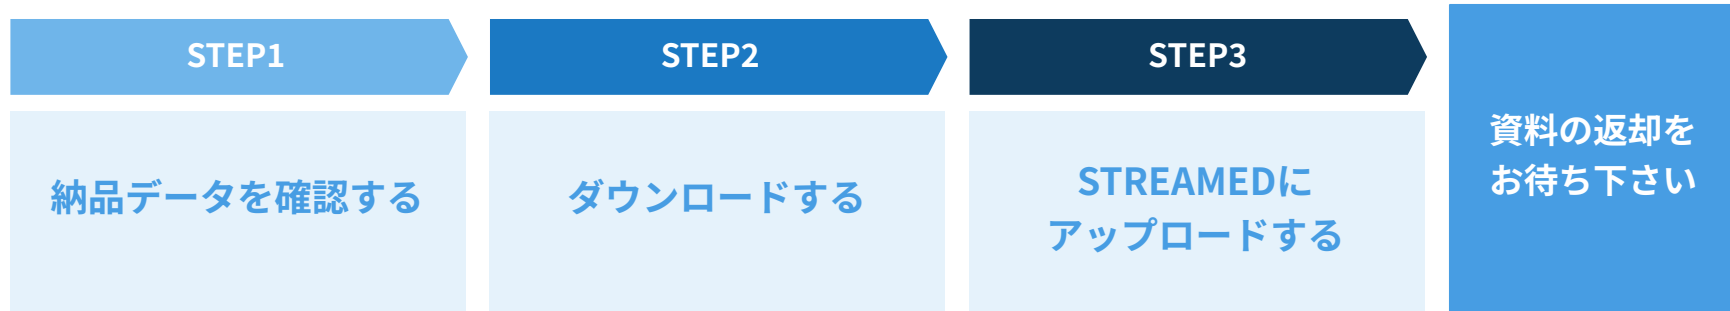 STEP1
納品データを確認する
STEP2
ダウンロードする
STEP3
STREAMEDに
アップロードする
資料の返却を
お待ち下さい